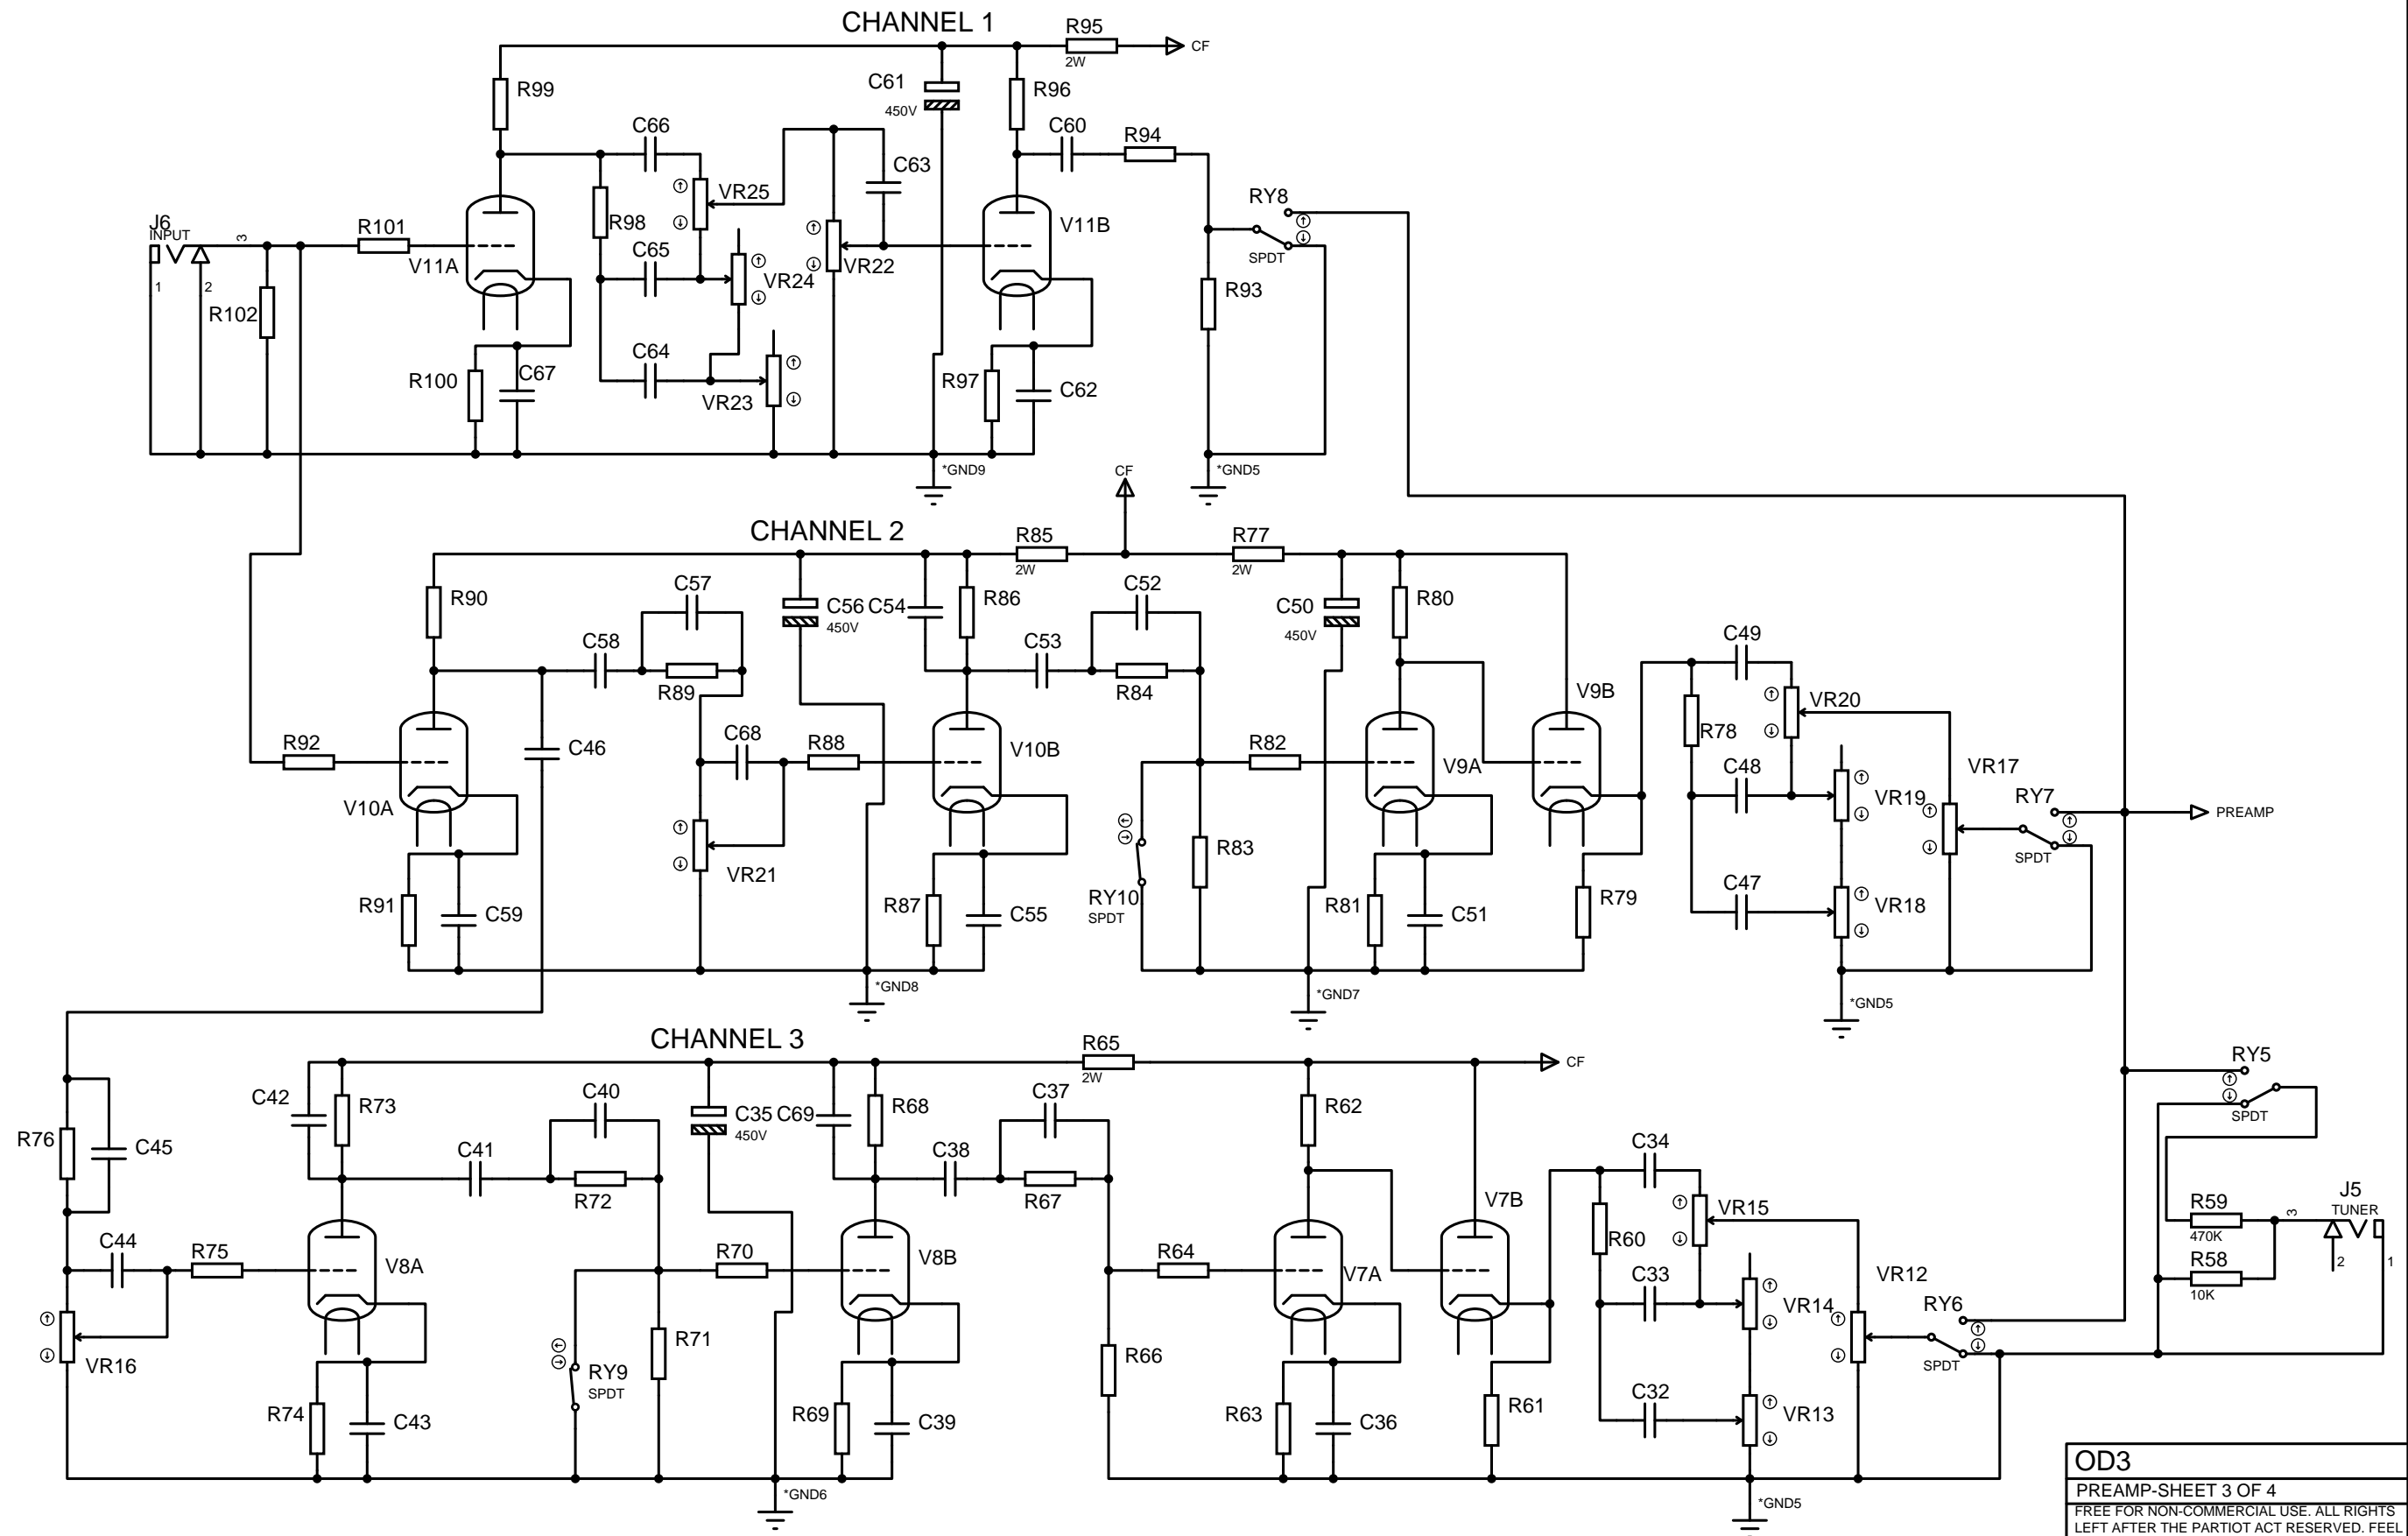 CHANNEL 1
R95
2W
CF
R99
C61
450V
R96
C66
C60
R94
C63
VR25
RY8
J6
INPUT
3
R101
R98
V11B
V11A
C65
VR24
VR22
SPDT
1
2
R102
R93
C64
R100
C67
VR23
R97
C62
*GND9
*GND5
CF
CHANNEL 2
R85
2W
R77
2W
R90
C57
C56
450V
C54
R86
C52
C50
450V
R80
C58
C53
C49
R89
R84
V9B
VR20
R92
C46
C68
R88
V10B
R82
V9A
R78
C48
VR17
V10A
VR19
RY7
PREAMP
VR21
R83
SPDT
R91
C59
R87
C55
RY10
SPDT
R81
C51
R79
C47
VR18
*GND8
*GND7
*GND5
CHANNEL 3
R65
2W
CF
RY5
C42
R73
C40
C35
450V
C69
R68
C37
R62
SPDT
R76
C45
C41
C38
C34
R72
R67
V7B
VR15
R59
470K
J5
TUNER
3
C44
R75
V8A
R70
V8B
R64
V7A
R60
C33
VR12
R58
10K
2
1
VR14
RY6
VR16
R71
RY9
SPDT
R66
SPDT
R74
C43
R69
C39
R63
C36
R61
C32
VR13
*GND6
*GND5
OD3
PREAMP-SHEET 3 OF 4
FREE FOR NON-COMMERCIAL USE. ALL RIGHTS
LEFT AFTER THE PARTIOT ACT RESERVED. FEEL